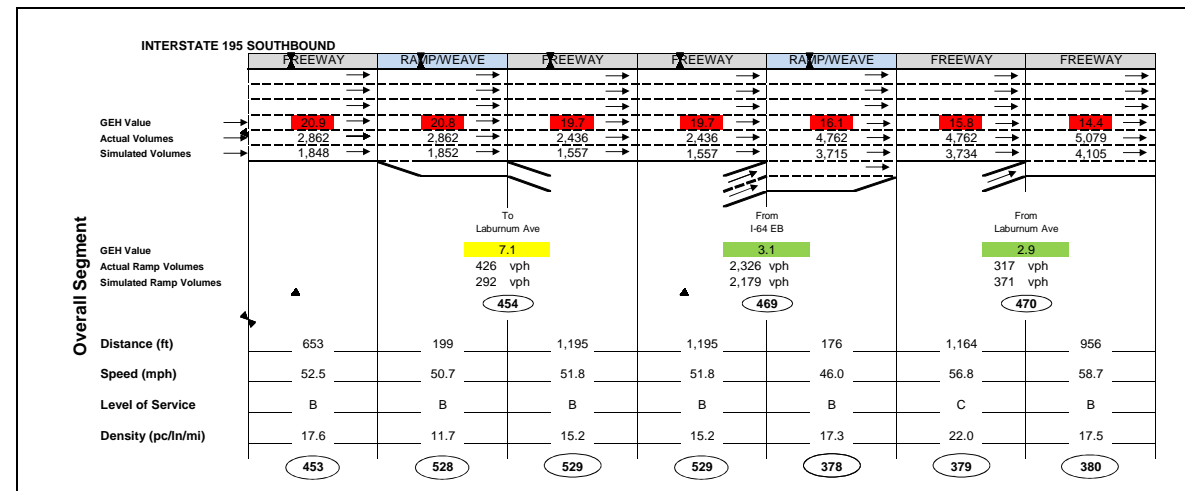 INTERSTATE 195 SOUTHBOUND
FREEWAY RAMP/WEAVE FREEWAY FREEWAY RAMP/WEAVE FREEWAY FREEWAY
GEH Value 20.9 20.8 19.7 19.7 16.1 15.8 14.4
Actual Volumes 2,862 2,862 2,436 2,436 4,762 4,762 5,079
Simulated Volumes 1,848 1,852 1,557 1,557 3,715 3,734 4,105
To From From
Laburnum Ave I-64 EB Laburnum Ave
GEH Value 7.1 3.1 2.9
Actual Ramp Volumes 426 vph 2,326 vph 317 vph
Simulated Ramp Volumes 292 vph 2,179 vph 371 vph
454 469 470
Overall Segment
Distance (ft) 653 199 1,195 1,195 176 1,164 956
Speed (mph) 52.5 50.7 51.8 51.8 46.0 56.8 58.7
Level of Service B B B B B C B
Density (pc/ln/mi) 17.6 11.7 15.2 15.2 17.3 22.0 17.5
453 528 529 529 378 379 380